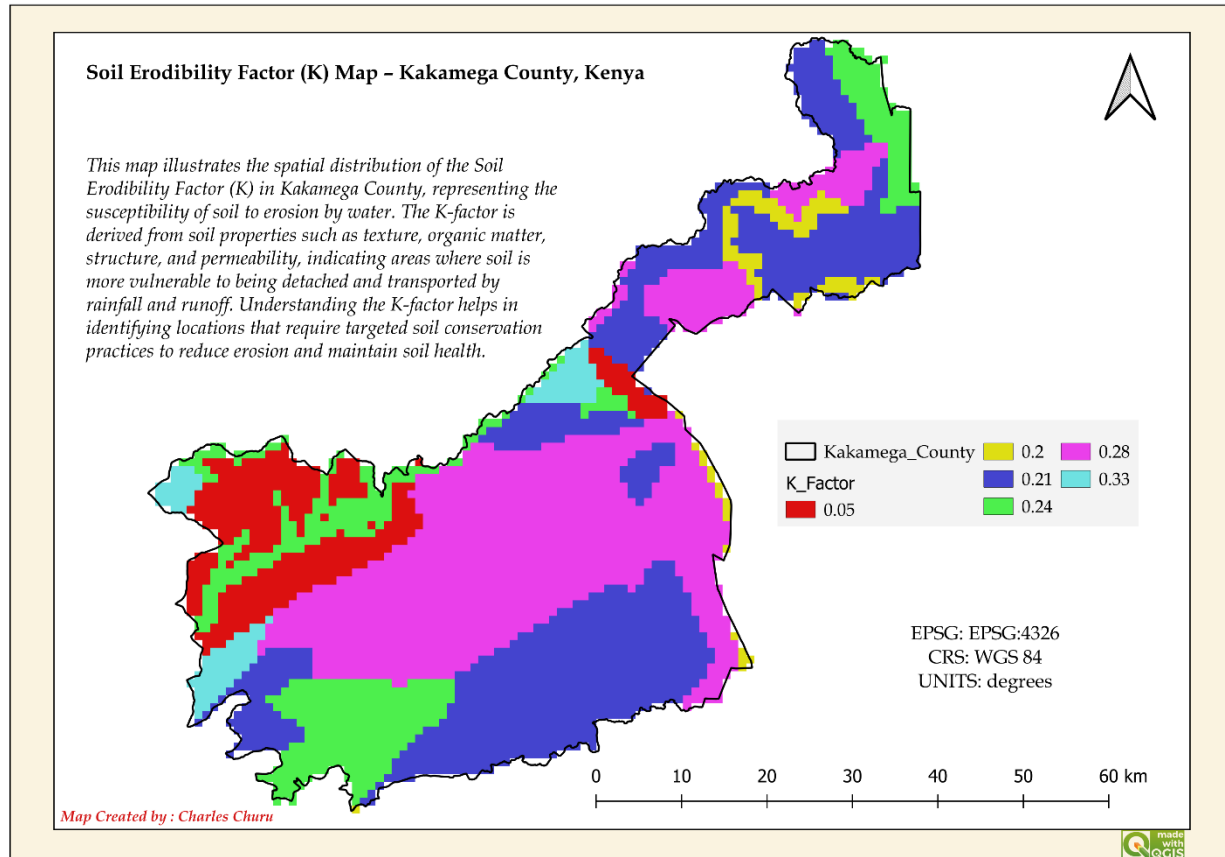 Soil Erodibility Factor (K) Map – Kakamega County, Kenya
This map illustrates the spatial distribution of the Soil
Erodibility Factor (K) in Kakamega County, representing the
susceptibility of soil to erosion by water. The K-factor is
derived from soil properties such as texture, organic matter,
structure, and permeability, indicating areas where soil is
more vulnerable to being detached and transported by
rainfall and runoff. Understanding the K-factor helps in
identifying locations that require targeted soil conservation
practices to reduce erosion and maintain soil health.
Kakamega_County
K_Factor
0.05
0.2
0.21
0.24
0.28
0.33
EPSG: EPSG:4326
CRS: WGS 84
UNITS: degrees
0 10 20 30 40 50 60 km
Map Created by : Charles Churu
made
with
QGIS